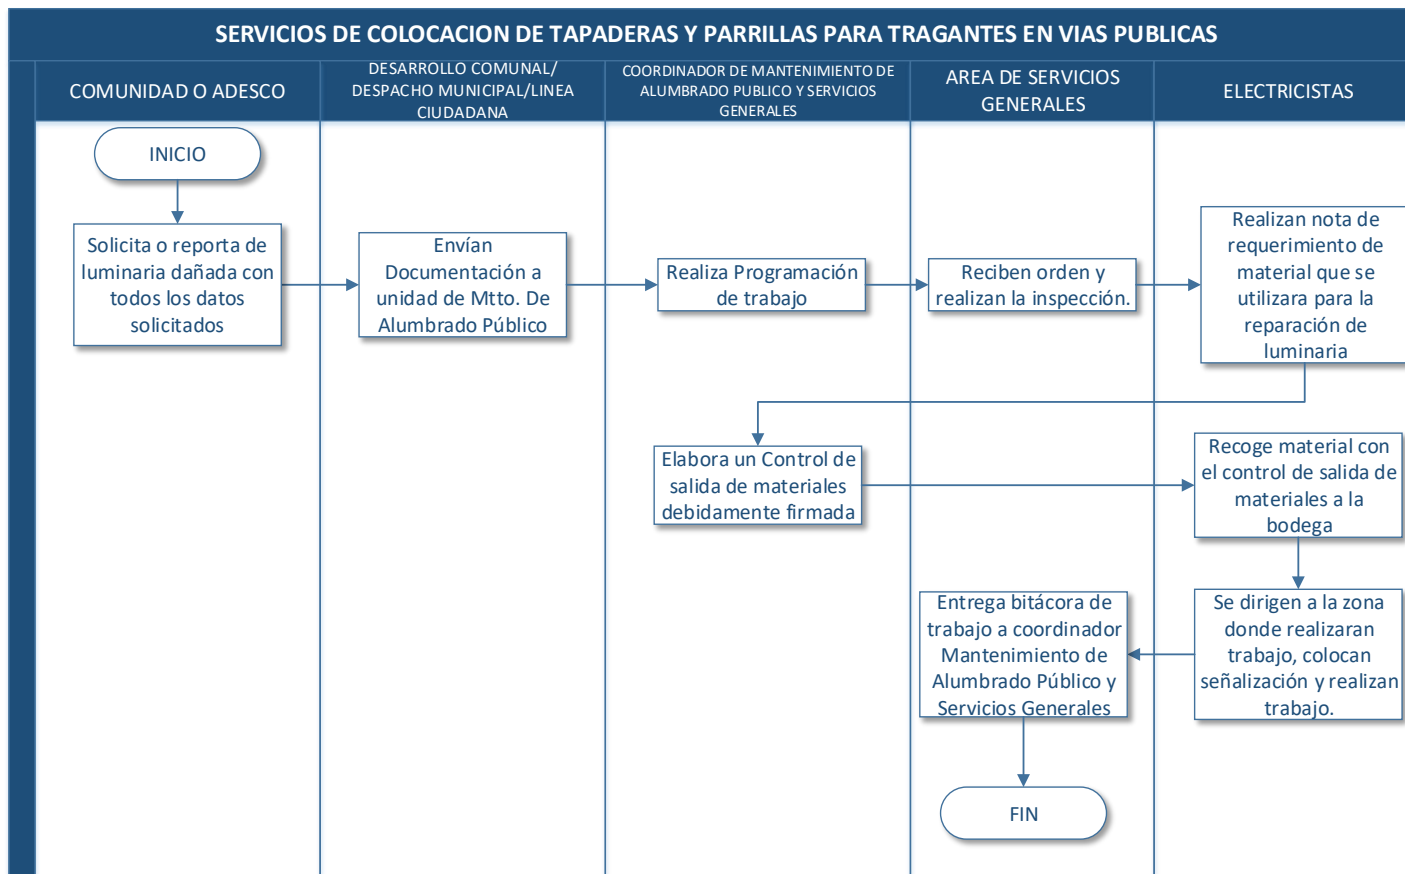 SERVICIOS DE COLOCACION DE TAPADERAS Y PARRILLAS PARA TRAGANTES EN VIAS PUBLICAS
COMUNIDAD O ADESCO
DESARROLLO COMUNAL/
DESPACHO MUNICIPAL/LINEA
CIUDADANA
COORDINADOR DE MANTENIMIENTO DE
ALUMBRADO PUBLICO Y SERVICIOS
GENERALES
AREA DE SERVICIOS
GENERALES
ELECTRICISTAS
INICIO
Solicita o reporta de
luminaria dañada con
todos los datos
solicitados
Envían
Documentación a
unidad de Mtto. De
Alumbrado Público
Realiza Programación
de trabajo
Reciben orden y
realizan la inspección.
Realizan nota de
requerimiento de
material que se
utilizara para la
reparación de
luminaria
Elabora un Control de
salida de materiales
debidamente firmada
Recoge material con
el control de salida de
materiales a la
bodega
Se dirigen a la zona
donde realizaran
trabajo, colocan
señalización y realizan
trabajo.
Entrega bitácora de
trabajo a coordinador
Mantenimiento de
Alumbrado Público y
Servicios Generales
FIN